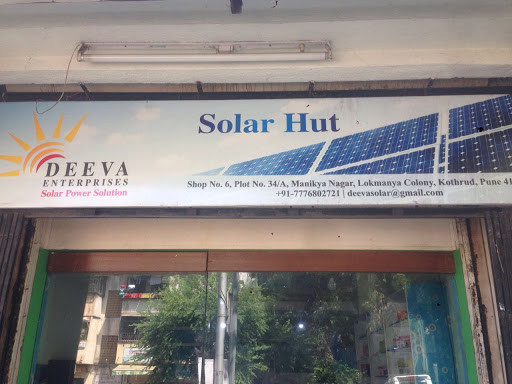 Solar Hut
DEEVA
ENTERPRISES
Solar Power Solution
Shop No. 6, Plot No. 34/A, Manikya Nagar, Lokmanya Colony, Kothrud, Pune 41
+91-7776802721 | deevasolar@gmail.com